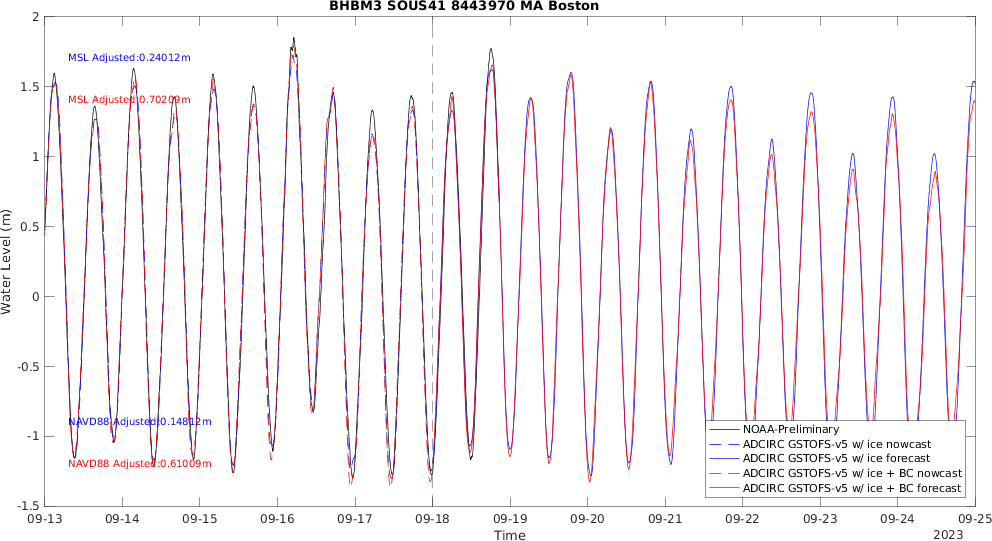 BHBM3 SOUS41 8443970 MA Boston
Water Level (m)
2
1.5
1
0.5
0
-0.5
-1
-1.5
MSL Adjusted:0.24012m
MSL Adjusted:0.70209m
NAVD88 Adjusted:0.14812m
NAVD88 Adjusted:0.61009m
NOAA-Preliminary
ADCIRC GSTOFS-v5 w/ ice nowcast
ADCIRC GSTOFS-v5 w/ ice forecast
ADCIRC GSTOFS-v5 w/ ice + BC nowcast
ADCIRC GSTOFS-v5 w/ ice + BC forecast
09-13 09-14 09-15 09-16 09-17 09-18 09-19 09-20 09-21 09-22 09-23 09-24 09-25
Time
2023